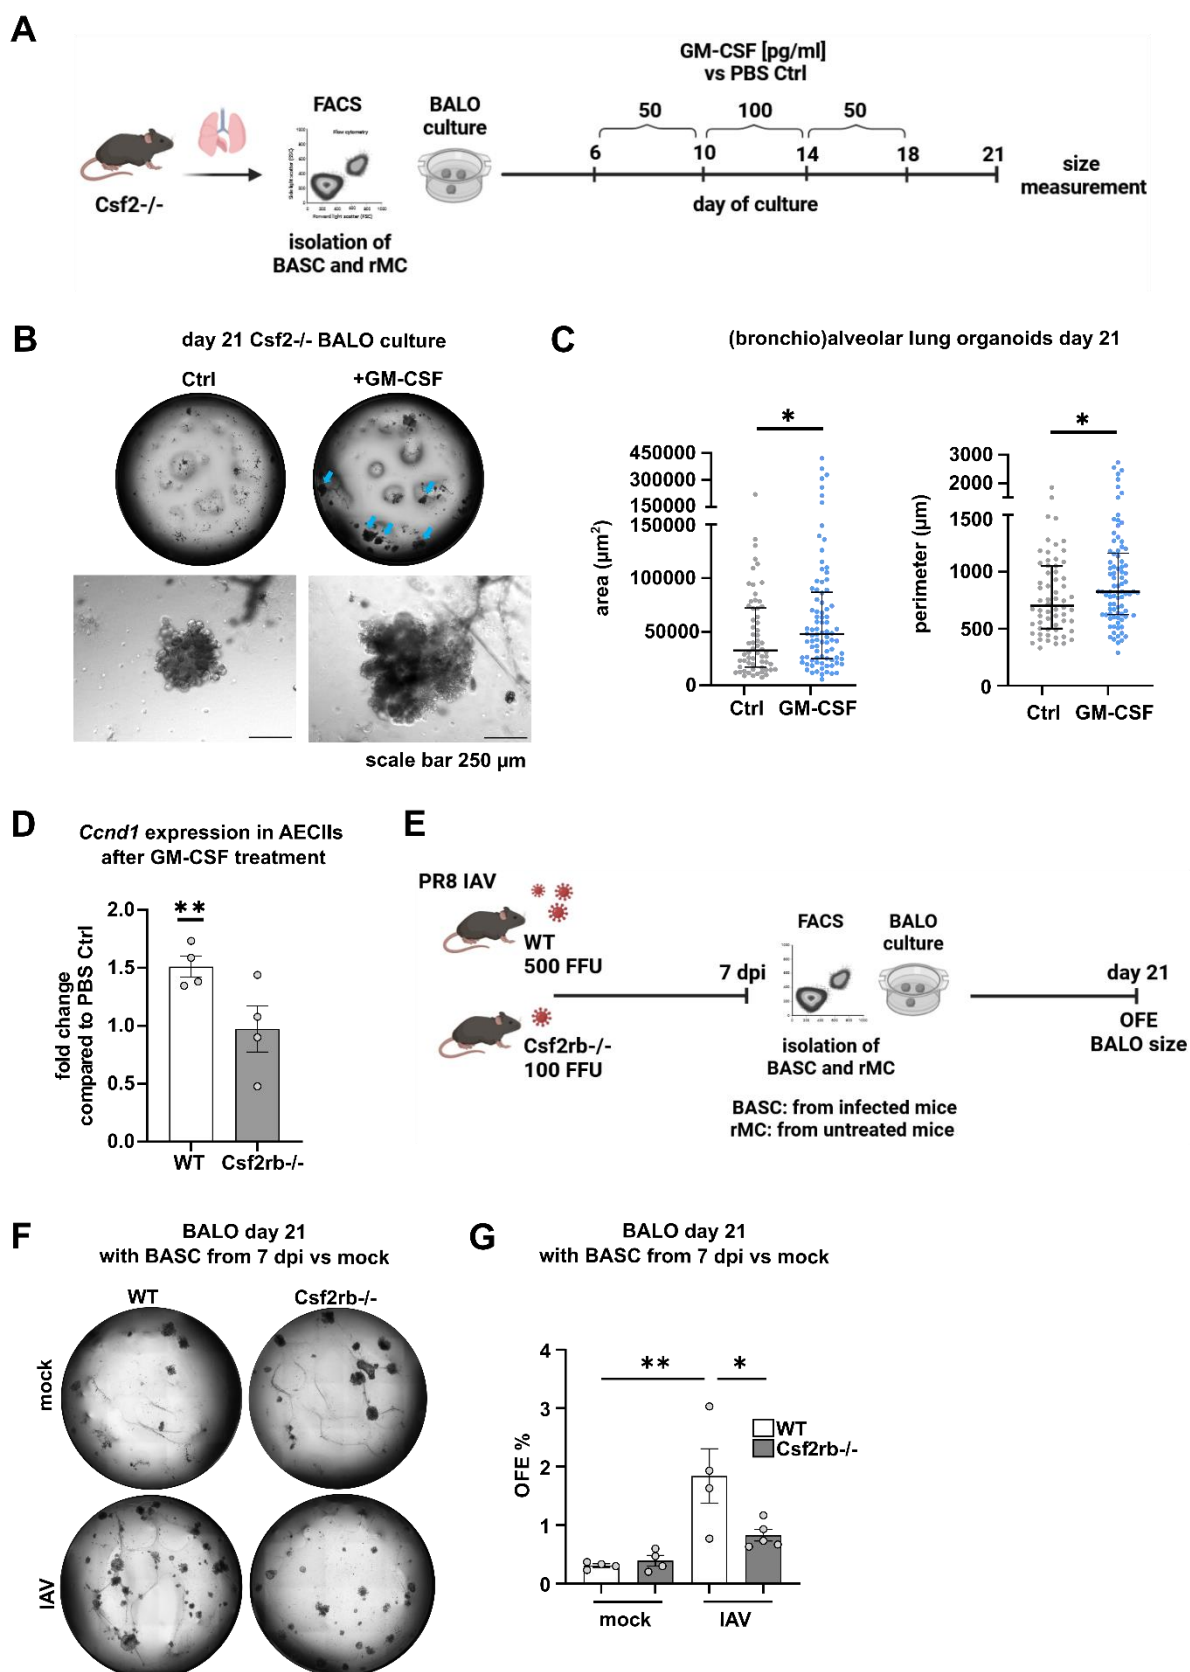 A
GM-CSF [pg/ml]
vs PBS Ctrl
FACS
BALO
culture
50
100
50
6
10
14
18
21
day of culture
size
measurement
Csf2-/-
isolation of
BASC and rMC
B
day 21 Csf2-/- BALO culture
Ctrl
+GM-CSF
scale bar 250 µm
C
(bronchio)alveolar lung organoids day 21
*
450000
300000
150000
150000
100000
50000
0
area (µm²)
Ctrl
GM-CSF
*
3000
2000
1500
1000
500
0
perimeter (µm)
Ctrl
GM-CSF
D
Ccnd1 expression in AECIIs
after GM-CSF treatment
**
2.0
1.5
1.0
0.5
0.0
fold change
compared to PBS Ctrl
WT
Csf2rb-/-
E
PR8 IAV
WT
500 FFU
Csf2rb-/-
100 FFU
7 dpi
FACS
BALO
culture
isolation of
BASC and rMC
BASC: from infected mice
rMC: from untreated mice
day 21
OFE
BALO size
F
BALO day 21
with BASC from 7 dpi vs mock
WT
Csf2rb-/-
mock
IAV
G
BALO day 21
with BASC from 7 dpi vs mock
**
*
4
3
2
1
0
OFE %
WT
Csf2rb-/-
mock
IAV